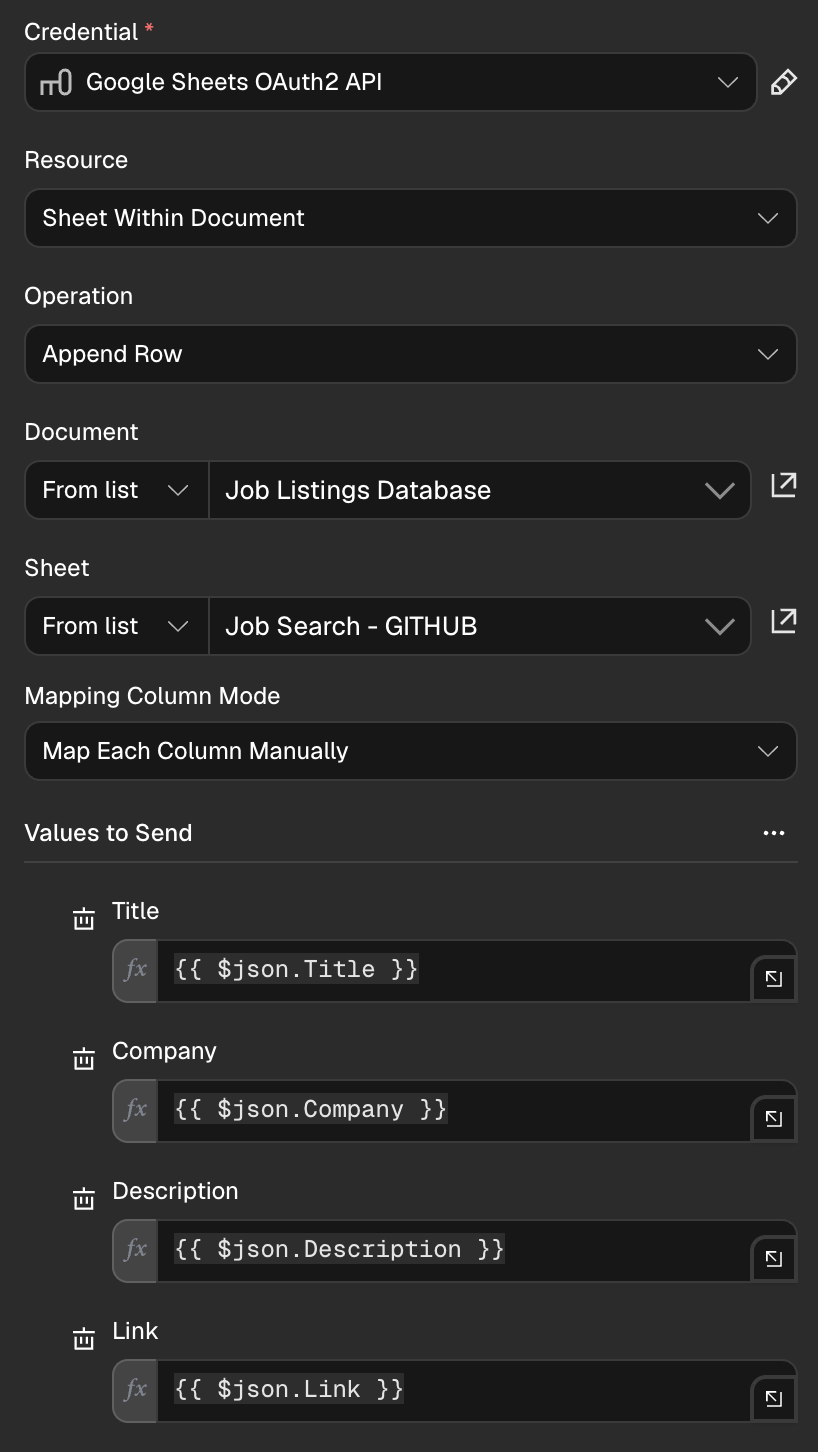 Credential *
Google Sheets OAuth2 API
Resource
Sheet Within Document
Operation
Append Row
Document
From list
Job Listings Database
Sheet
From list
Job Search - GITHUB
Mapping Column Mode
Map Each Column Manually
Values to Send
Title
fx {{ $json.Title }}
Company
fx {{ $json.Company }}
Description
fx {{ $json.Description }}
Link
fx {{ $json.Link }}